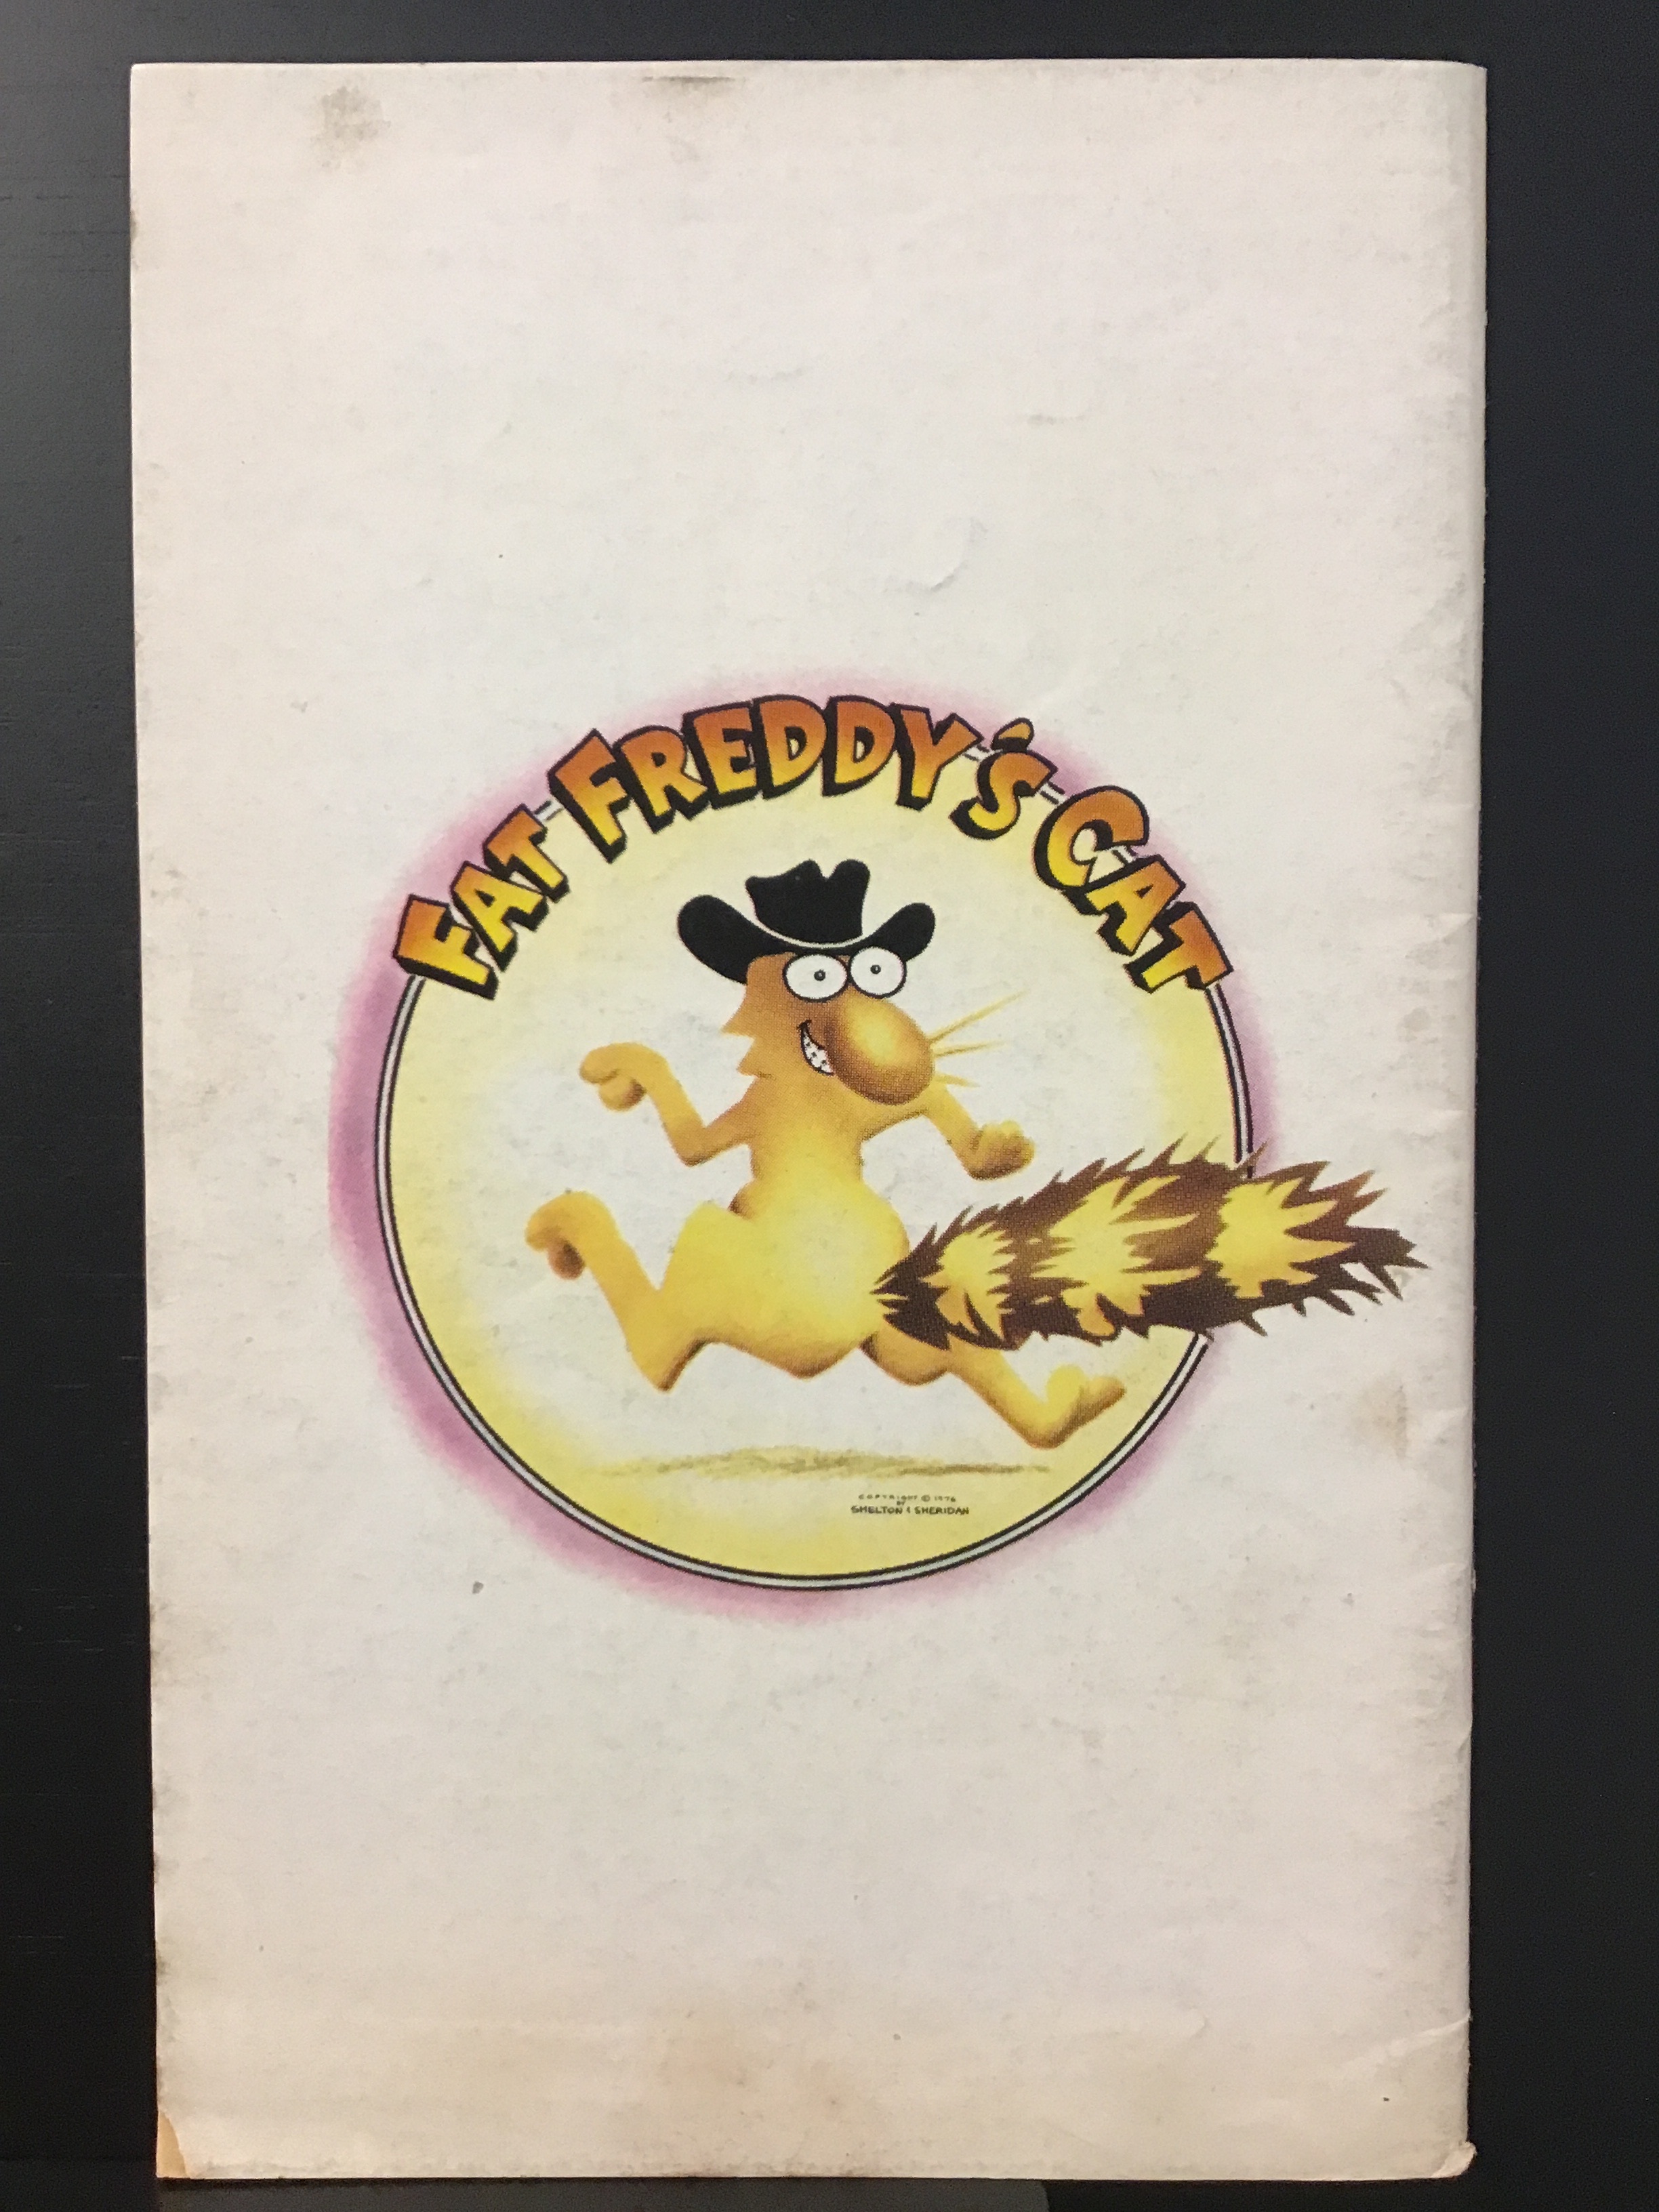 FAT FREDDY'S CAT
COPYRIGHT © 1976
BY
SHELTON & SHERIDAN